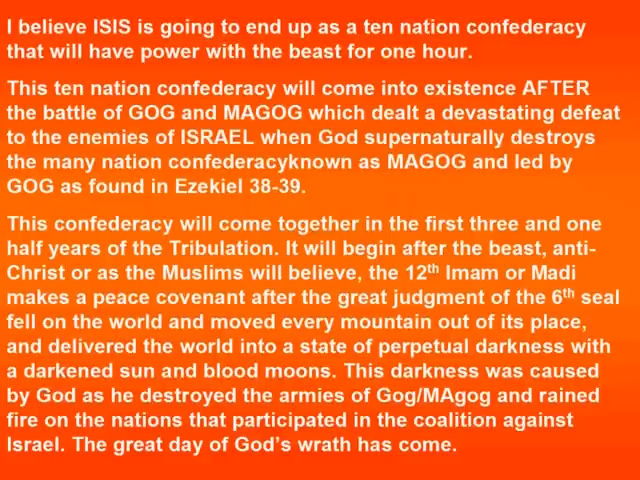 I believe ISIS is going to end up as a ten nation confederacy
that will have power with the beast for one hour.
This ten nation confederacy will come into existence AFTER
the battle of GOG and MAGOG which dealt a devastating defeat
to the enemies of ISRAEL when God supernaturally destroys
the many nation confederacyknown as MAGOG and led by
GOG as found in Ezekiel 38-39.
This confederacy will come together in the first three and one
half years of the Tribulation. It will begin after the beast, anti-
Christ or as the Muslims will believe, the 12th Imam or Madi
makes a peace covenant after the great judgment of the 6th seal
fell on the world and moved every mountain out of its place,
and delivered the world into a state of perpetual darkness with
a darkened sun and blood moons. This darkness was caused
by God as he destroyed the armies of Gog/MAgog and rained
fire on the nations that participated in the coalition against
Israel. The great day of God’s wrath has come.